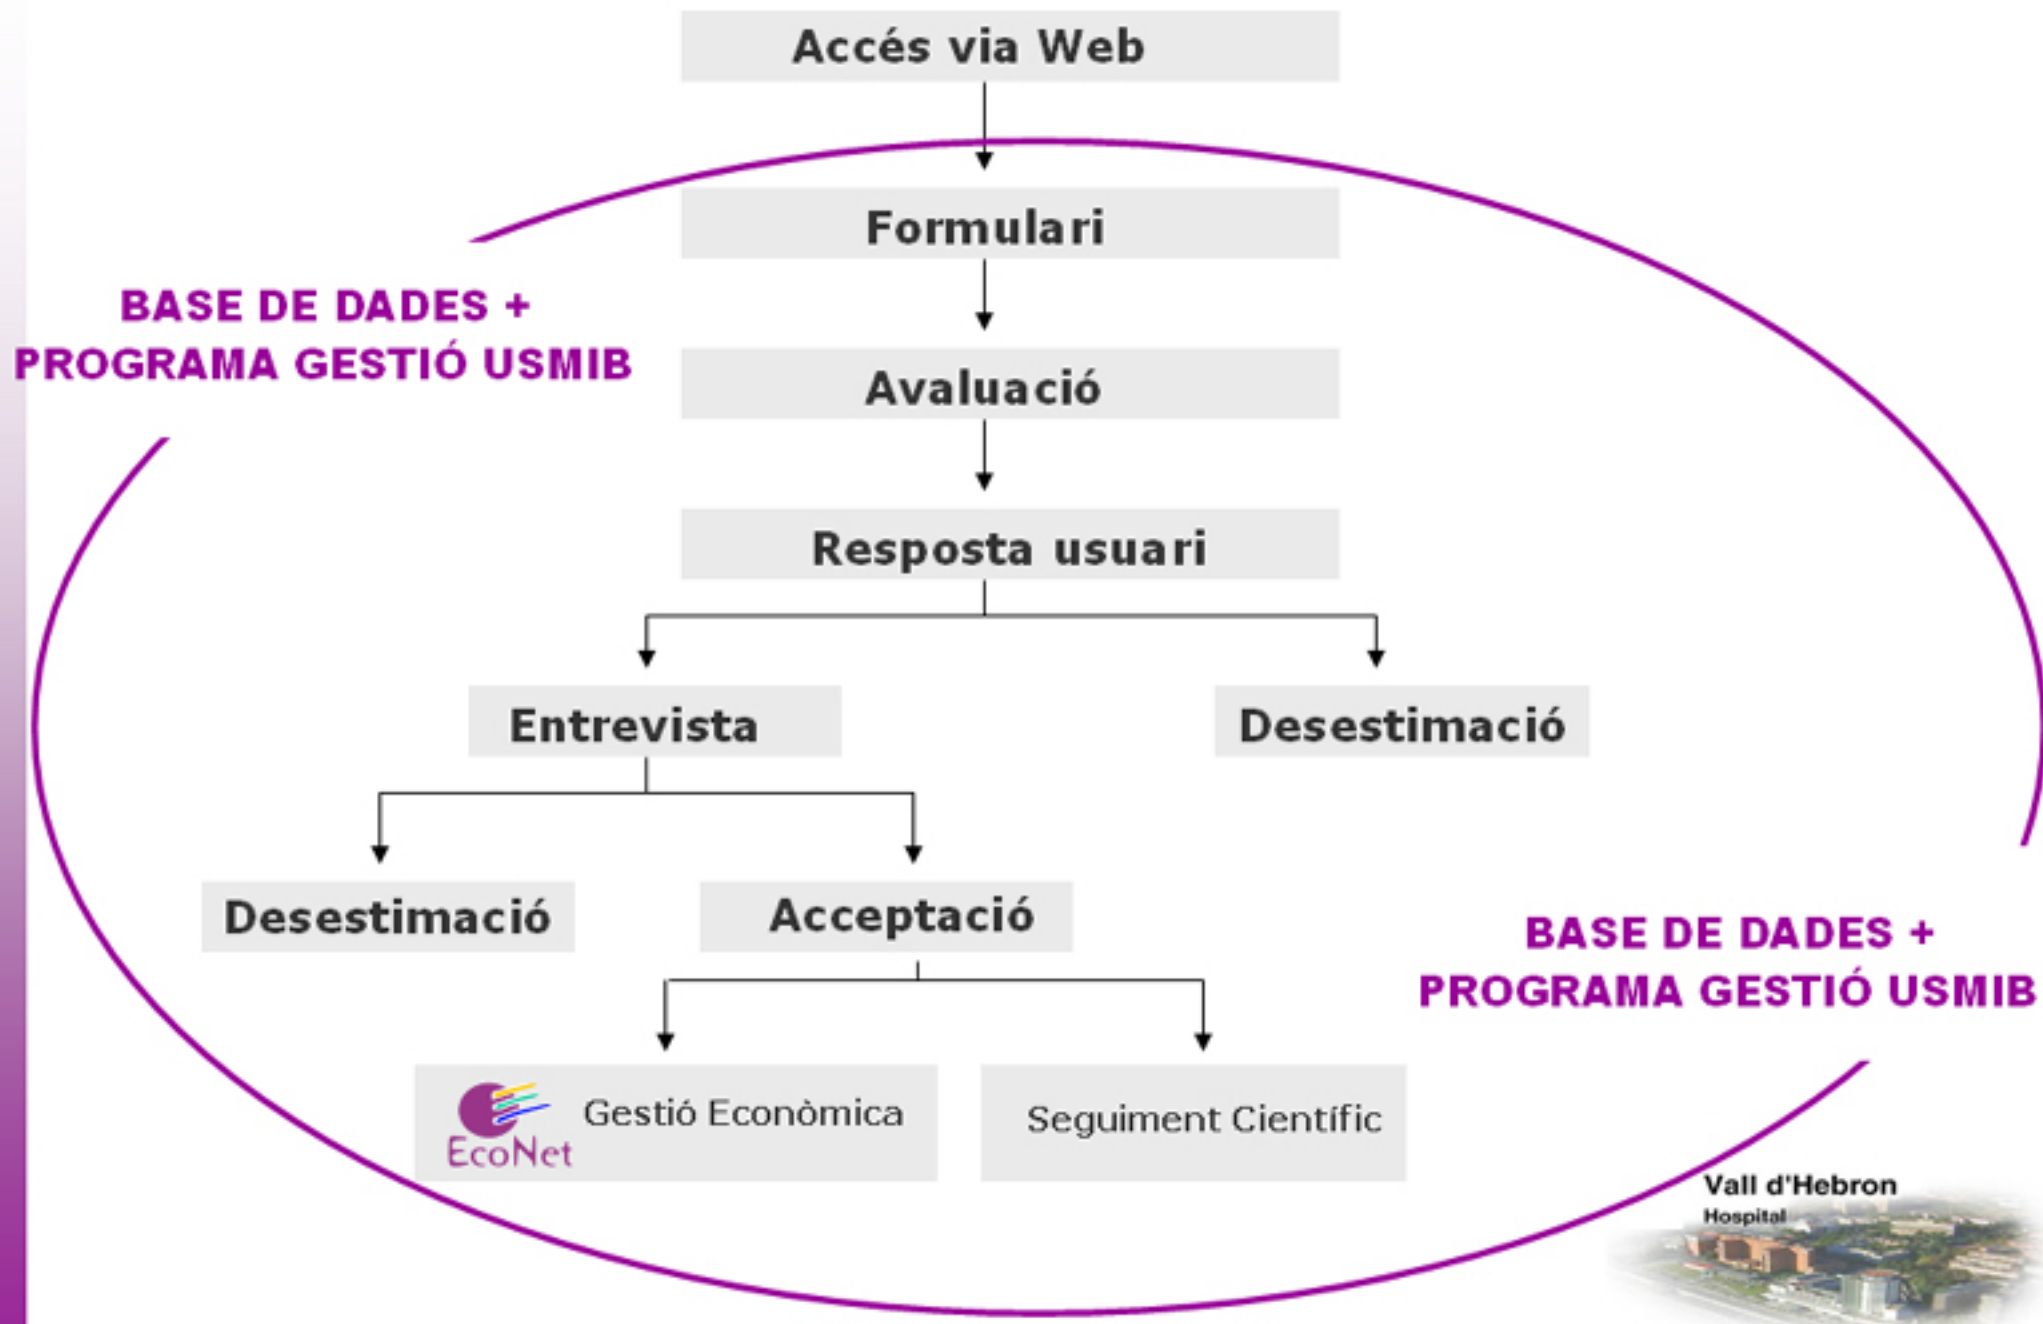 Accés via Web
Formulari
BASE DE DADES +
PROGRAMA GESTIÓ USMIB
Avaluació
Resposta usuari
Entrevista
Desestimació
Desestimació
Acceptació
BASE DE DADES +
PROGRAMA GESTIÓ USMIB
EcoNet
Gestió Econòmica
Seguiment Científic
Vall d'Hebron
Hospital